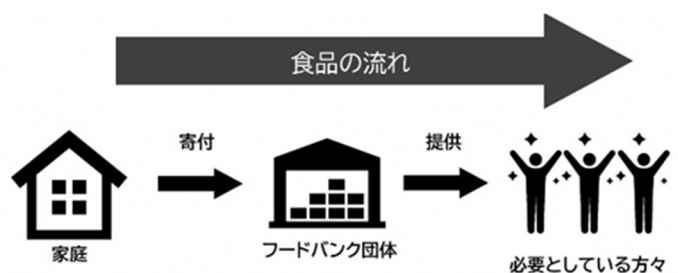 食品の流れ
寄付
提供
家庭
フードバンク団体
必要としている方々